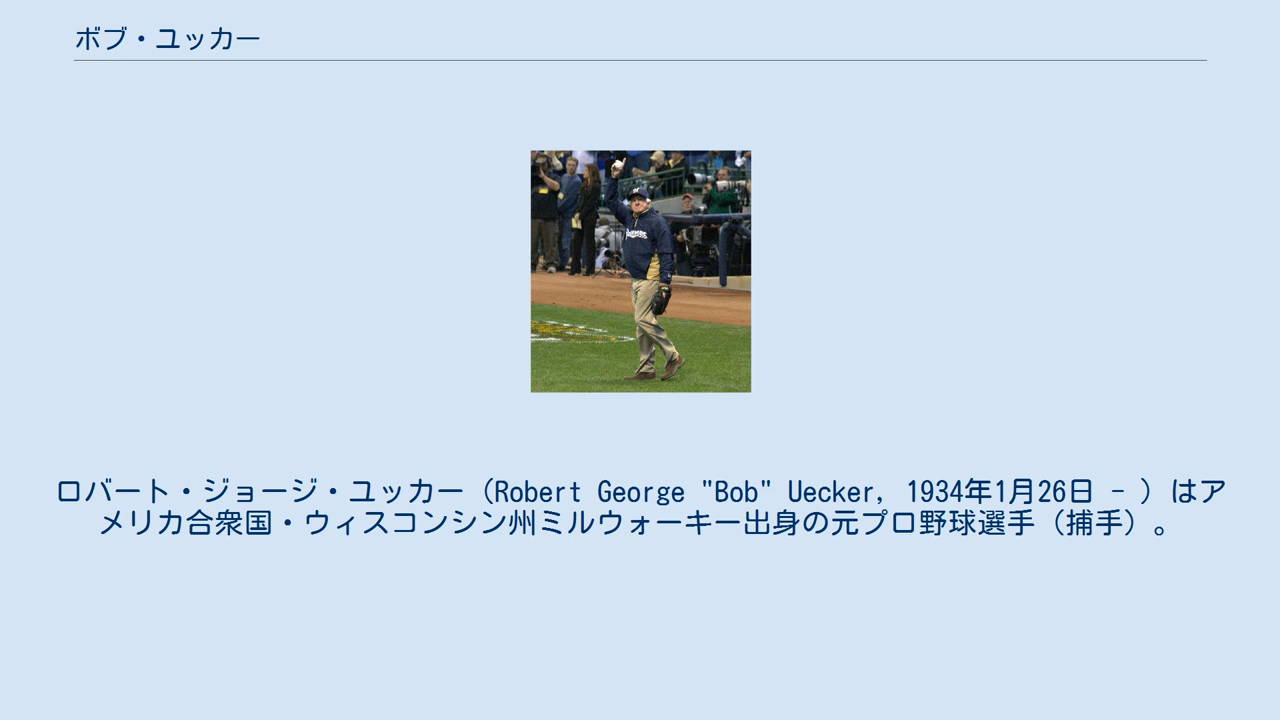 ボブ・ユッカー
ロバート・ジョージ・ユッカー（Robert George "Bob" Uecker, 1934年1月26日 - ）はア
メリカ合衆国・ウィスコンシン州ミルウォーキー出身の元プロ野球選手（捕手）。